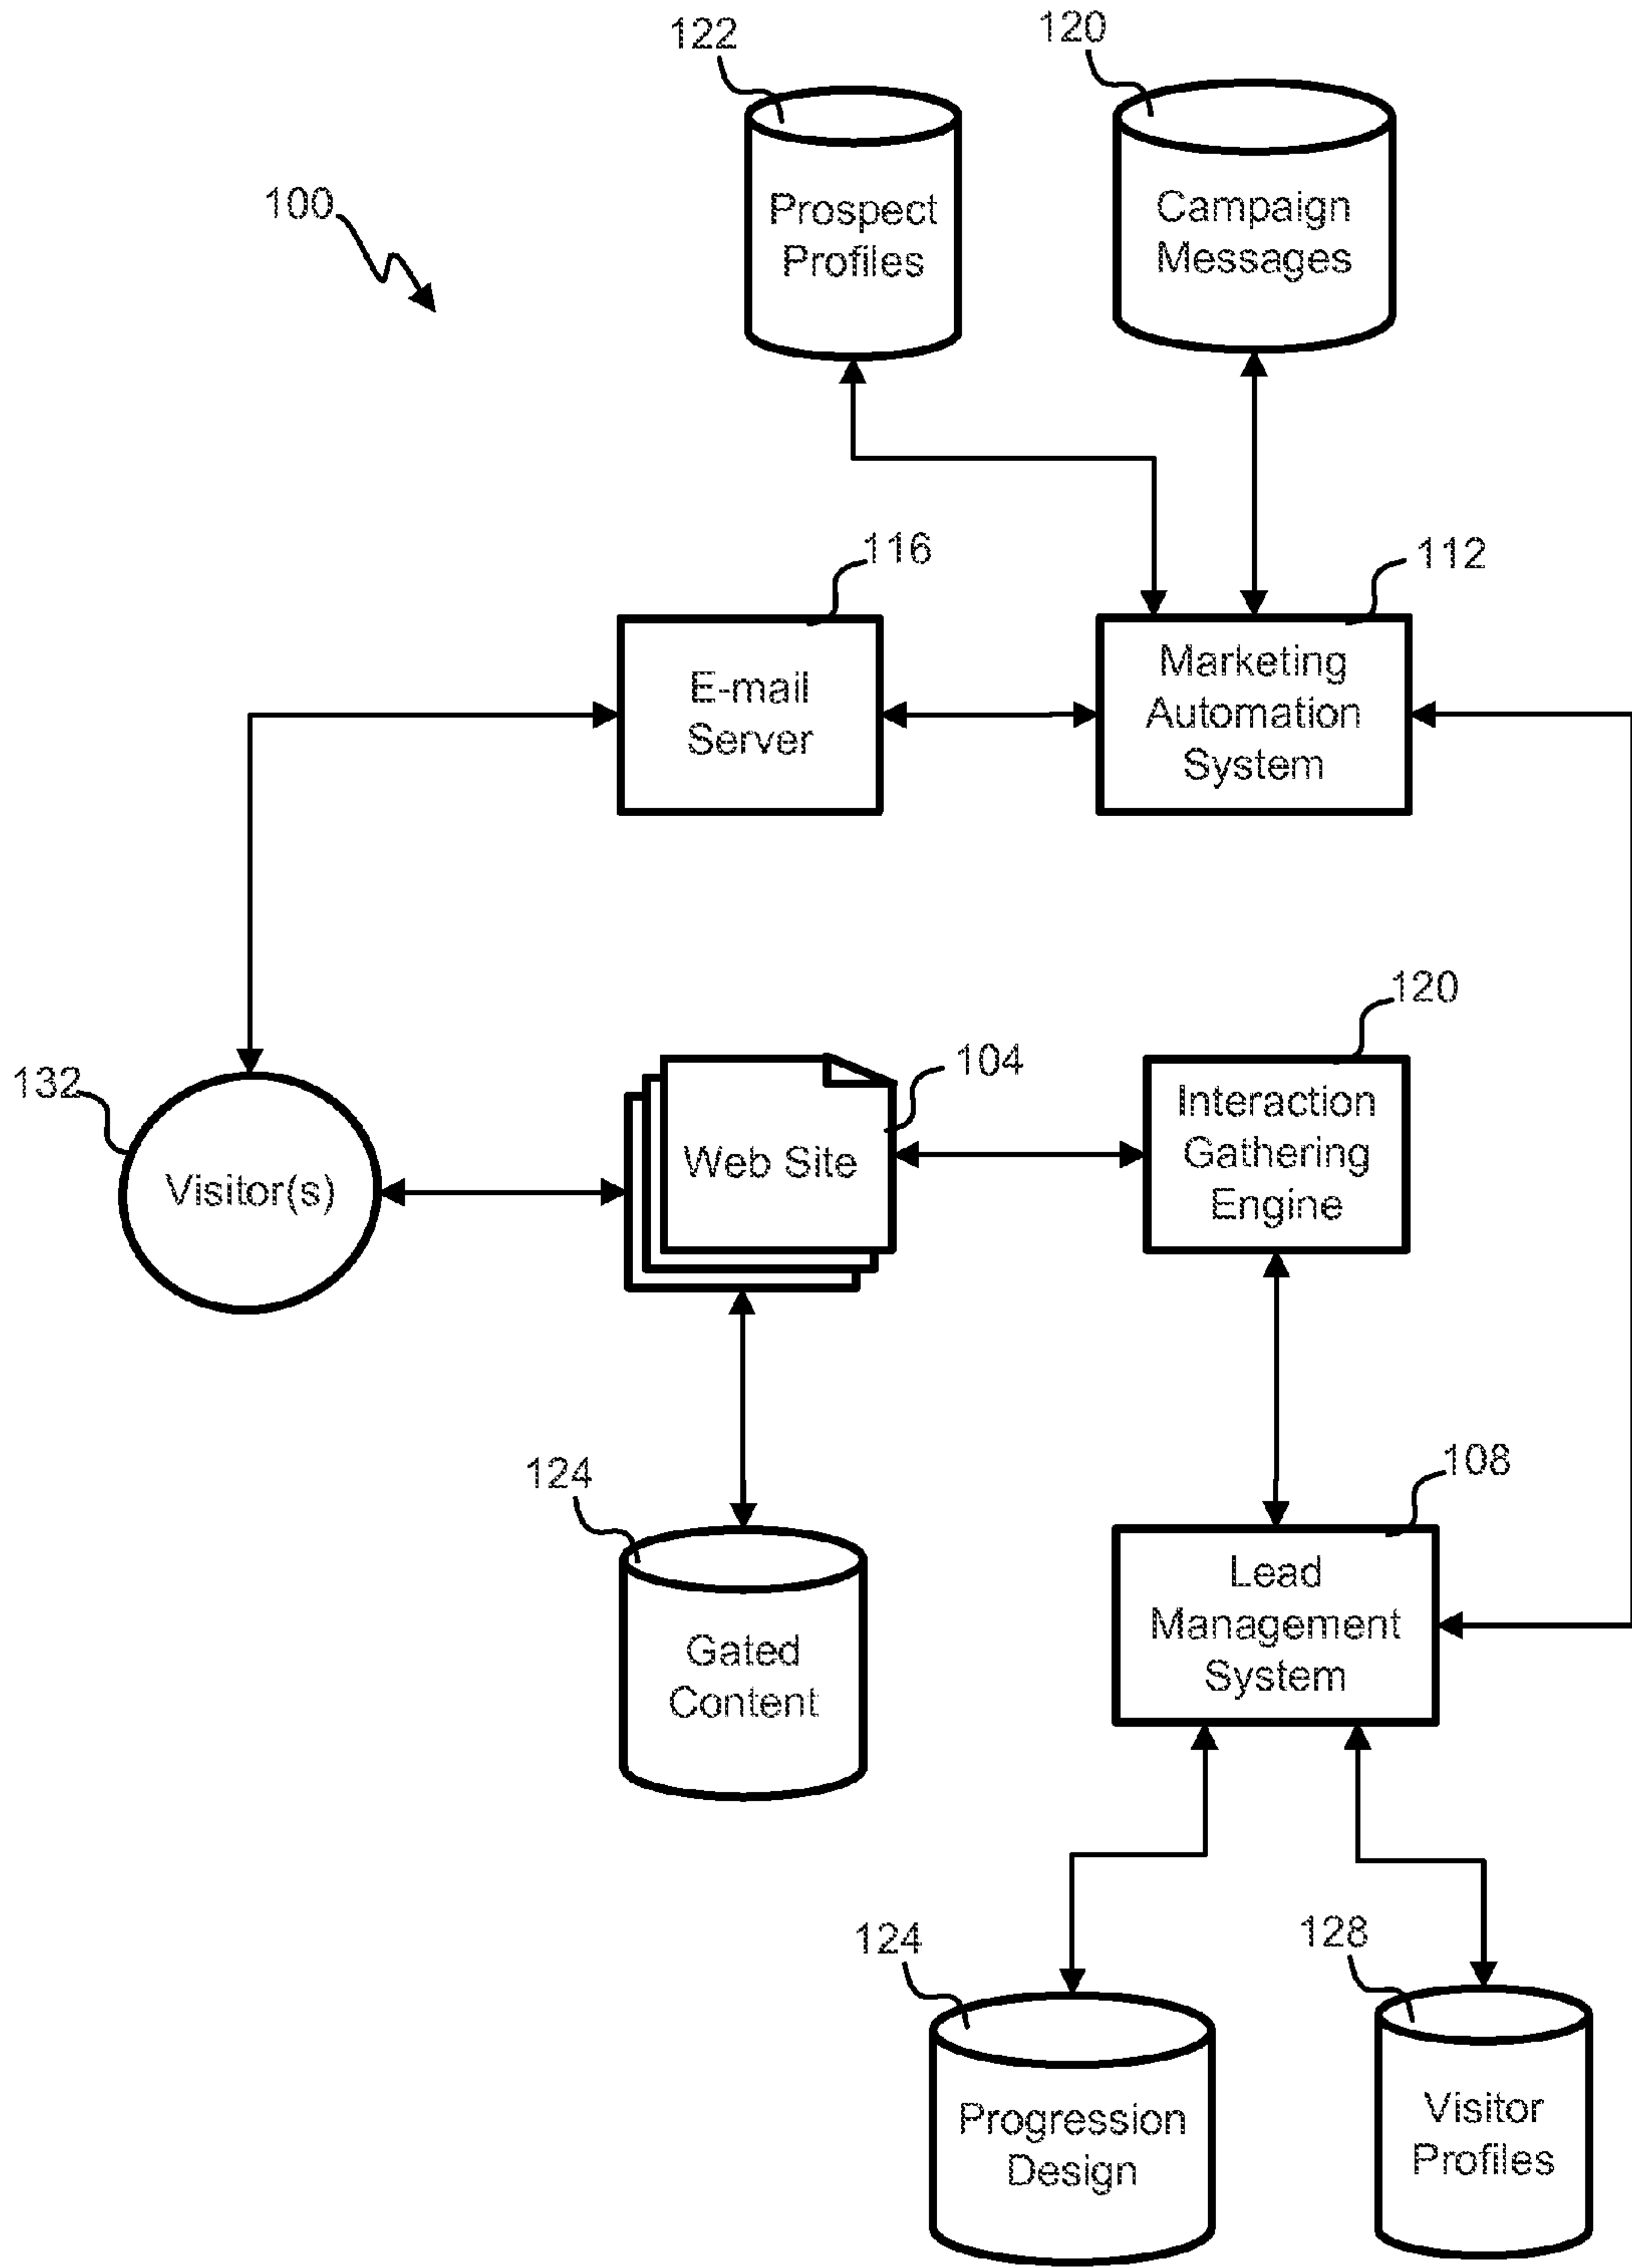 122
120
100
Prospect
Profiles
Campaign
Messages
116
112
E-mail
Server
Marketing
Automation
System
120
132
104
Visitor(s)
Web Site
Interaction
Gathering
Engine
124
108
Gated
Content
Lead
Management
System
124
128
Progression
Design
Visitor
Profiles